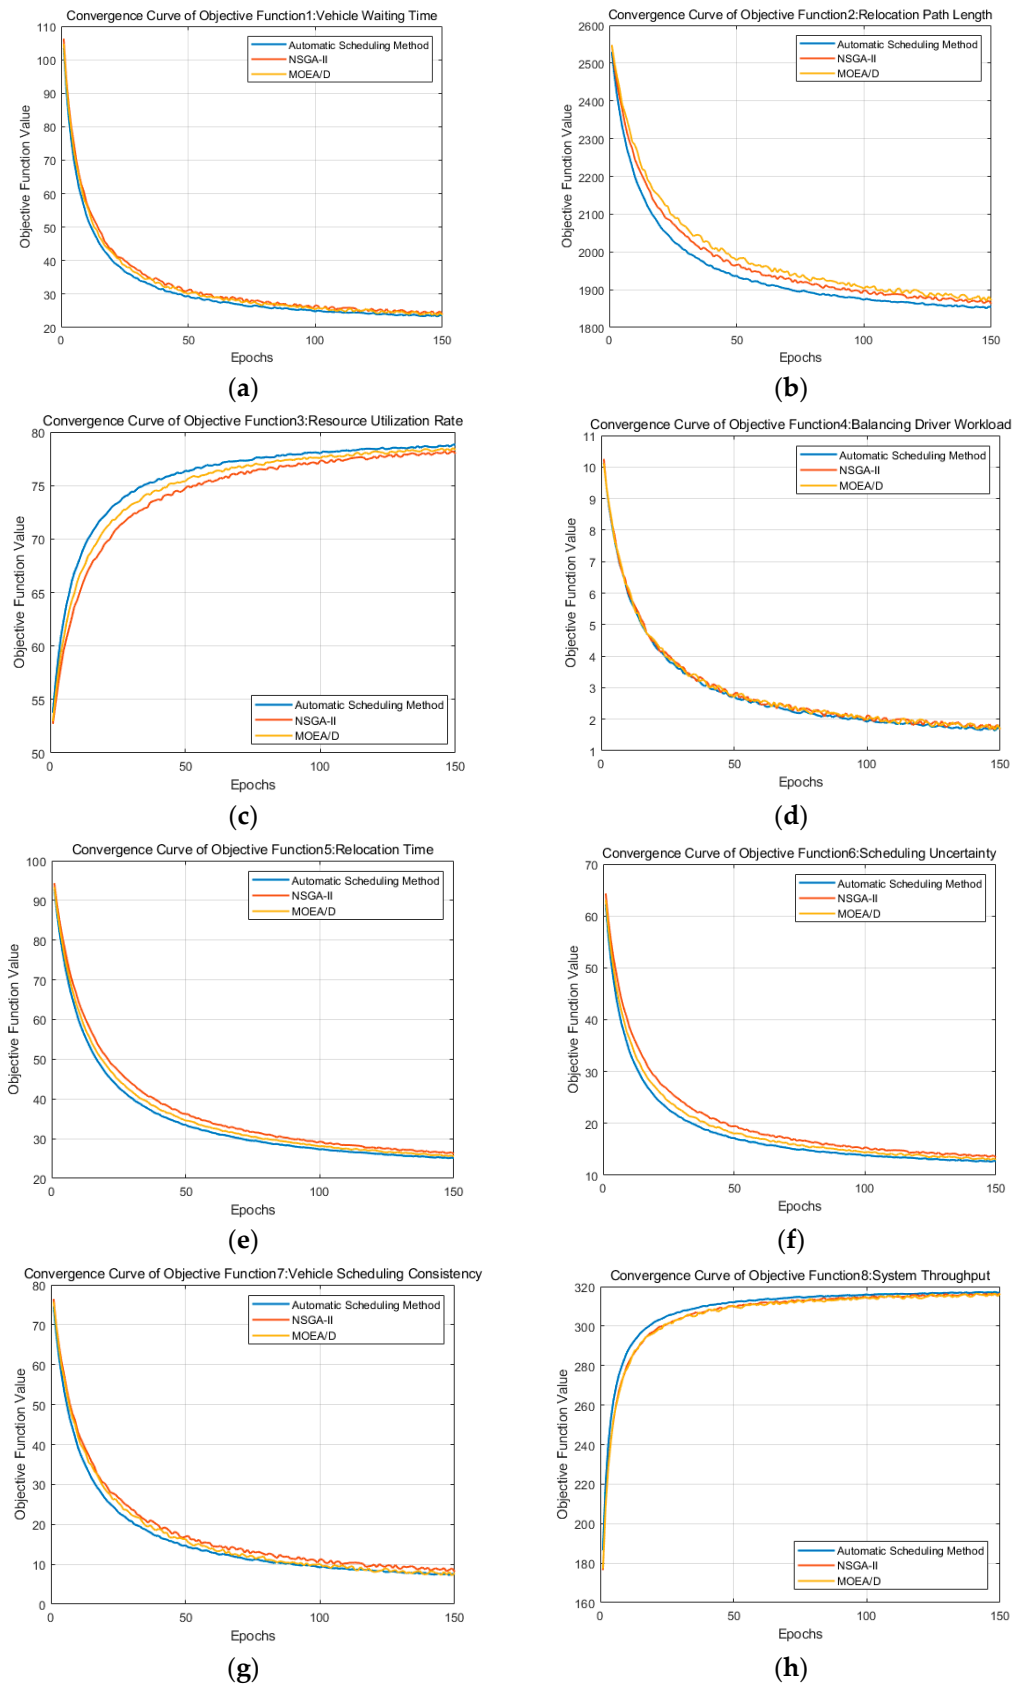 Convergence Curve of Objective Function1:Vehicle Waiting Time
110
100
90
80
70
60
50
40
30
20
0
50
100
150
Objective Function Value
Epochs
Automatic Scheduling Method
NSGA-II
MOEA/D
(a)
Convergence Curve of Objective Function2:Relocation Path Length
2600
2500
2400
2300
2200
2100
2000
1900
1800
0
50
100
150
Objective Function Value
Epochs
Automatic Scheduling Method
NSGA-II
MOEA/D
(b)
Convergence Curve of Objective Function3:Resource Utilization Rate
80
75
70
65
60
55
50
0
50
100
150
Objective Function Value
Epochs
Automatic Scheduling Method
NSGA-II
MOEA/D
(c)
Convergence Curve of Objective Function4:Balancing Driver Workload
11
10
9
8
7
6
5
4
3
2
1
0
50
100
150
Objective Function Value
Epochs
Automatic Scheduling Method
NSGA-II
MOEA/D
(d)
Convergence Curve of Objective Function5:Relocation Time
100
90
80
70
60
50
40
30
20
0
50
100
150
Objective Function Value
Epochs
Automatic Scheduling Method
NSGA-II
MOEA/D
(e)
Convergence Curve of Objective Function6:Scheduling Uncertainty
70
60
50
40
30
20
10
0
50
100
150
Objective Function Value
Epochs
Automatic Scheduling Method
NSGA-II
MOEA/D
(f)
Convergence Curve of Objective Function7:Vehicle Scheduling Consistency
80
70
60
50
40
30
20
10
0
0
50
100
150
Objective Function Value
Epochs
Automatic Scheduling Method
NSGA-II
MOEA/D
(g)
Convergence Curve of Objective Function8:System Throughput
320
300
280
260
240
220
200
180
160
0
50
100
150
Objective Function Value
Epochs
Automatic Scheduling Method
NSGA-II
MOEA/D
(h)